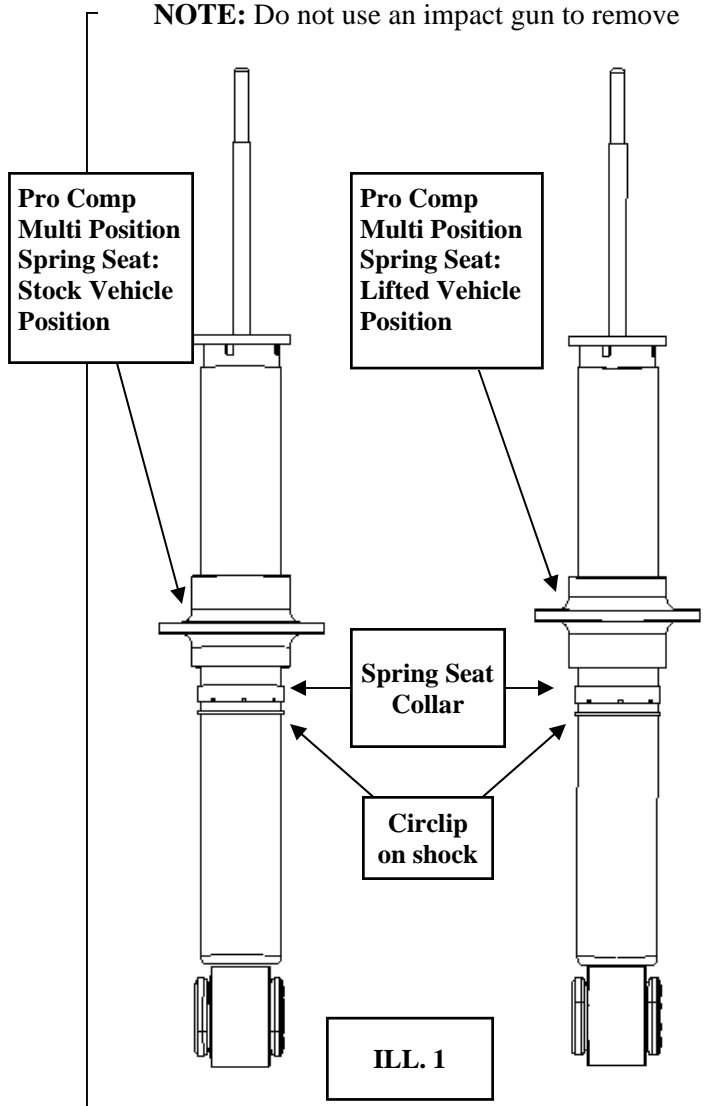 NOTE: Do not use an impact gun to remove
Pro Comp
Multi Position
Spring Seat:
Stock Vehicle
Position
Pro Comp
Multi Position
Spring Seat:
Lifted Vehicle
Position
Spring Seat
Collar
Circlip
on shock
ILL. 1